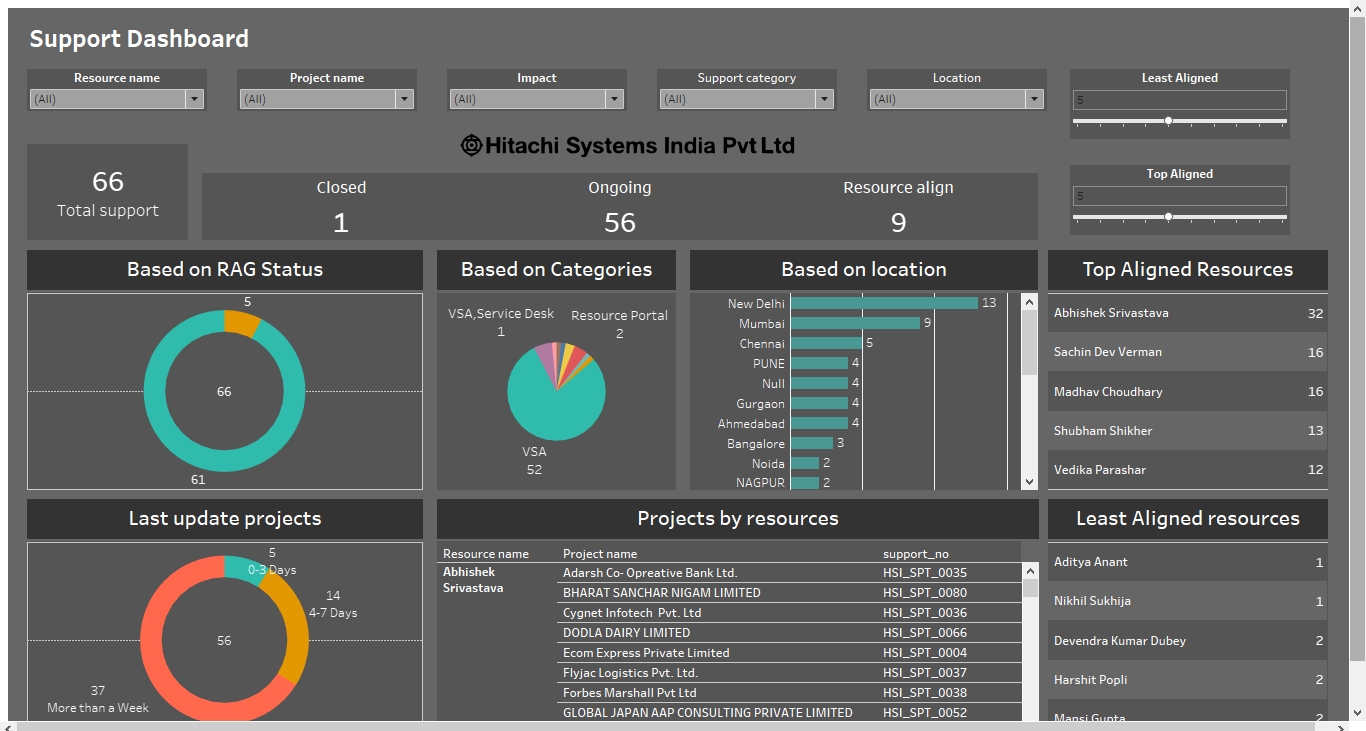 Support Dashboard
Resource name
Project name
Impact
Support category
Location
Least Aligned
(All)
(All)
(All)
(All)
(All)
5
Hitachi Systems India Pvt Ltd
Top Aligned
5
66
Total support
Closed
Ongoing
Resource align
1
56
9
Based on RAG Status
5
66
61
Based on Categories
VSA,Service Desk
1
Resource Portal
2
VSA
52
Based on location
New Delhi 13
Mumbai 9
Chennai 5
PUNE 4
Null 4
Gurgaon 4
Ahmedabad 4
Bangalore 3
Noida 2
NAGPUR 2
Top Aligned Resources
Abhishek Srivastava 32
Sachin Dev Verman 16
Madhav Choudhary 16
Shubham Shikher 13
Vedika Parashar 12
Last update projects
5
0-3 Days
14
4-7 Days
56
37
More than a Week
Projects by resources
Resource name Project name support_no
Abhishek
Srivastava
Adarsh Co- Opreative Bank Ltd. HSI_SPT_0035
BHARAT SANCHAR NIGAM LIMITED HSI_SPT_0080
Cygnet Infotech Pvt. Ltd HSI_SPT_0036
DODLA DAIRY LIMITED HSI_SPT_0066
Ecom Express Private Limited HSI_SPT_0004
Flyjac Logistics Pvt. Ltd. HSI_SPT_0037
Forbes Marshall Pvt Ltd HSI_SPT_0038
GLOBAL JAPAN AAP CONSULTING PRIVATE LIMITED HSI_SPT_0052
Least Aligned resources
Aditya Anant 1
Nikhil Sukhija 1
Devendra Kumar Dubey 2
Harshit Popli 2
Mansi Gupta 2